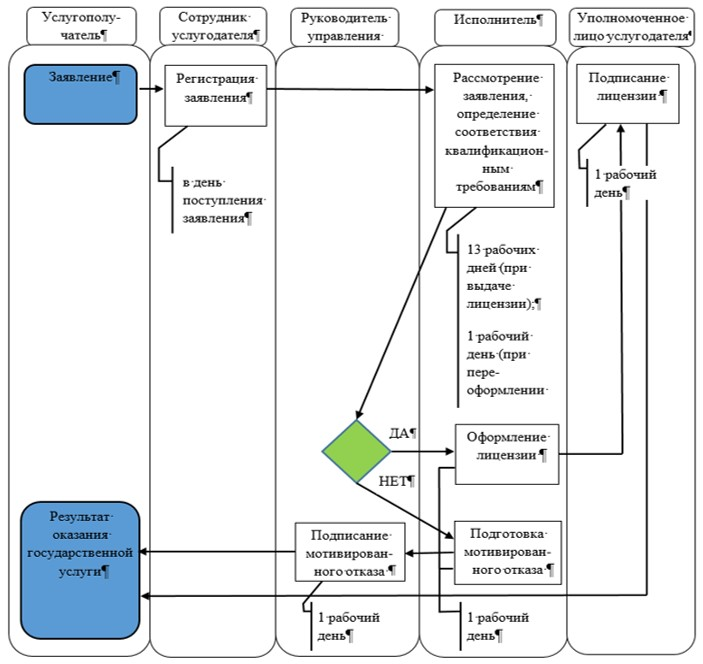 Услугополу-
чатель¶
Сотрудник·
услугодателя¶
Руководитель·
управления·
Исполнитель¶
Уполномоченное·
лицо·услугодателя¶
Заявление¶
Регистрация·
заявления¶
Рассмотрение·
заявления,·
определение·
соответствия·
квалификацион-
ным·
требованиям¶
Подписание·
лицензии·¶
в·день·
поступления·
заявления¶
1·рабочий·
день¶
13·рабочих·
дней·(при·
выдаче·
лицензии);¶
1·рабочий·
день·(при·
пере-
оформлении·
ДА¶
Оформление·
лицензии·¶
НЕТ¶
Результат·
оказания·
государственной·
услуги¶
Подписание·
мотивирован-
ного·отказа·¶
Подготовка·
мотивирован-
ного·отказа·¶
1·рабочий·
день¶
1·рабочий·
день¶